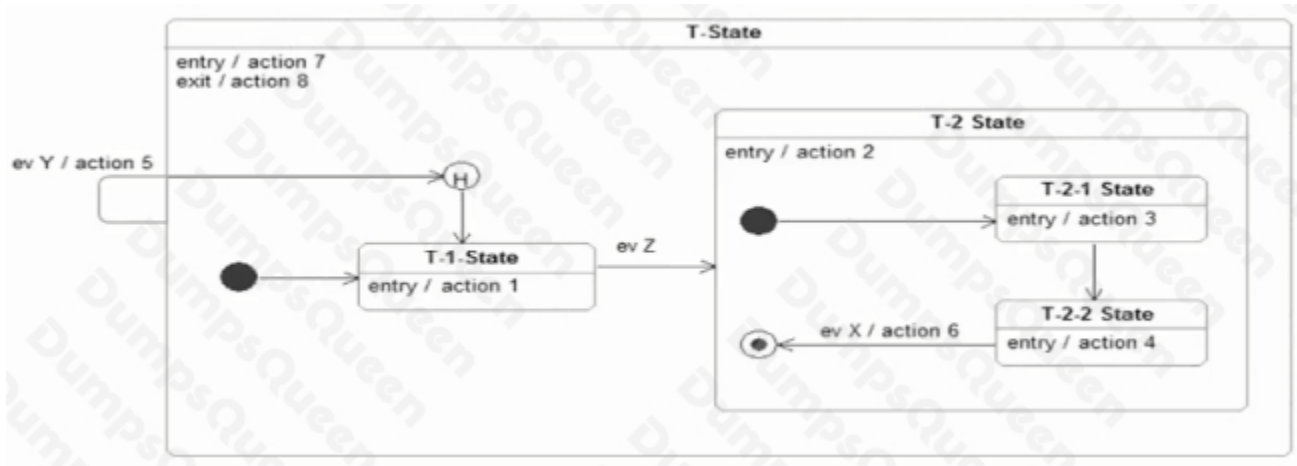 T-State
entry / action 7
exit / action 8
T-2 State
entry / action 2
ev Y / action 5
H
T-2-1 State
entry / action 3
T-1-State
entry / action 1
ev Z
T-2-2 State
entry / action 4
ev X / action 6
DumpsQueen